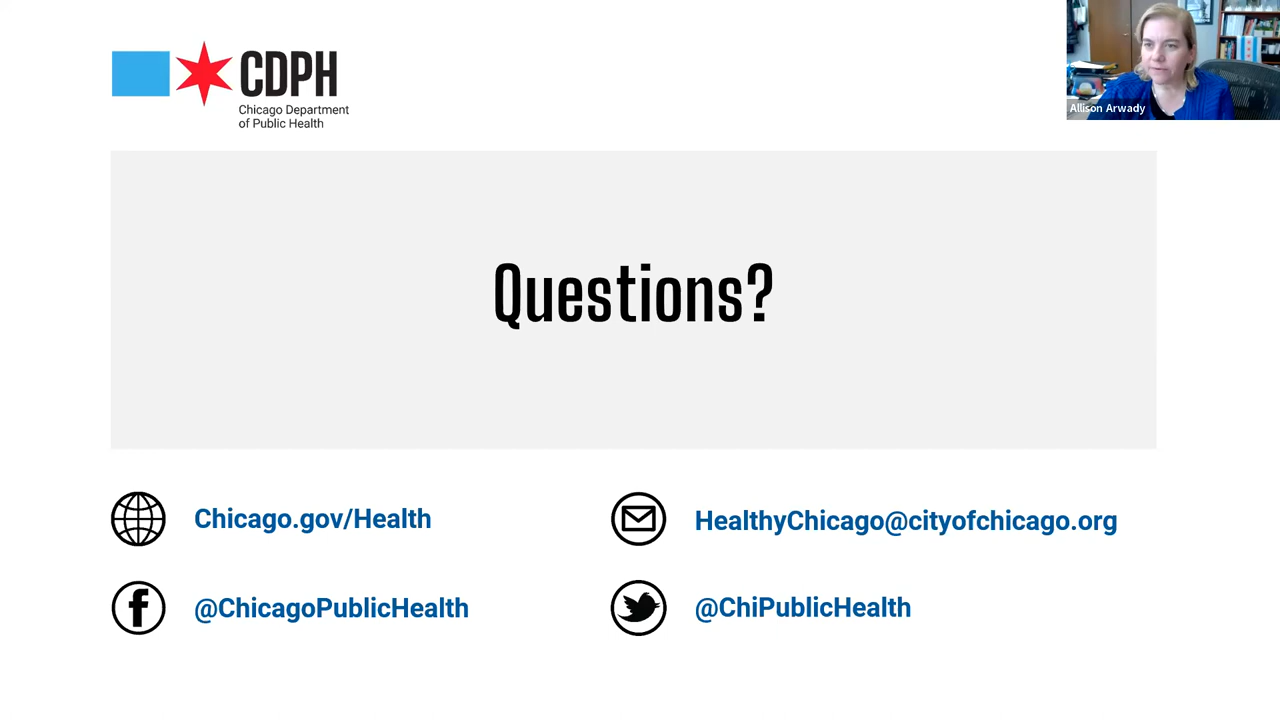 CDPH
Chicago Department
of Public Health
Allison Arwady
Questions?
Chicago.gov/Health
HealthyChicago@cityofchicago.org
@ChicagoPublicHealth
@ChiPublicHealth